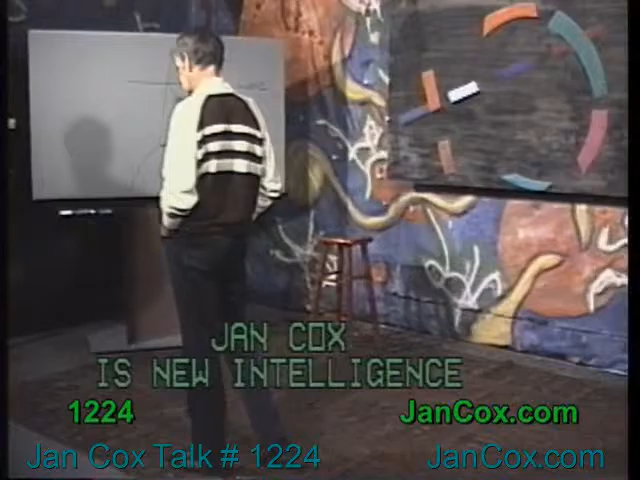 JAN COX
IS NEW INTELLIGENCE
1224 JanCox.com
Jan Cox Talk # 1224 JanCox.com